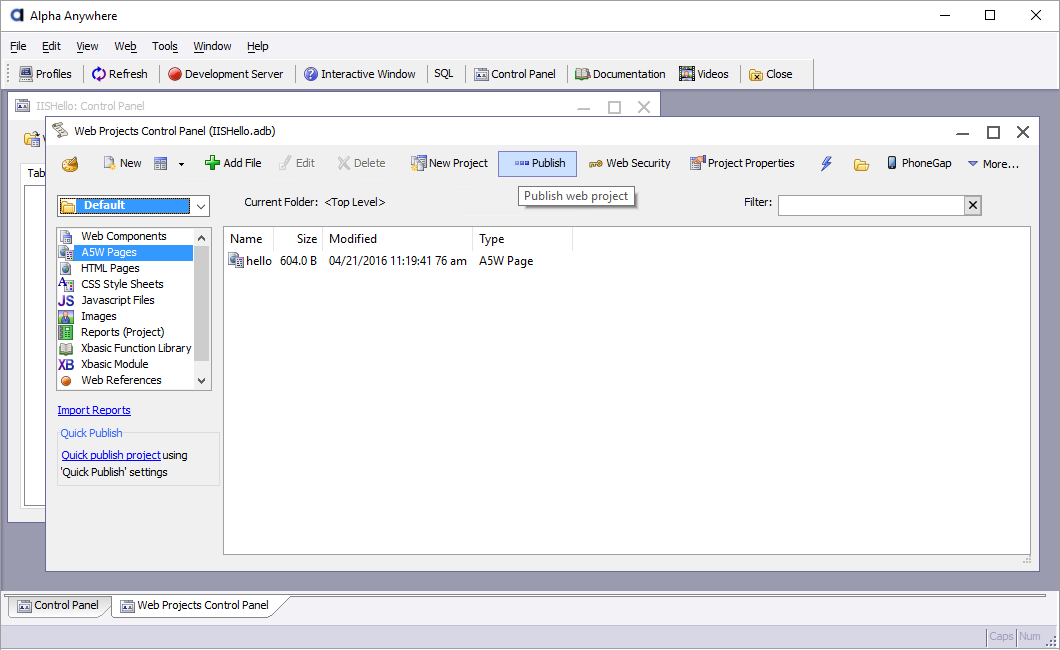 Alpha Anywhere
File Edit View Web Tools Window Help
Profiles Refresh Development Server Interactive Window SQL Control Panel Documentation Videos Close
IISHello: Control Panel
Web Projects Control Panel (IISHello.adb)
New Add File Edit Delete New Project Publish Web Security Project Properties PhoneGap More...
Tab
Publish web project
Default
Current Folder: <Top Level>
Filter:
Web Components
A5W Pages
HTML Pages
CSS Style Sheets
JS Javascript Files
Images
Reports (Project)
Xbasic Function Library
XB Xbasic Module
Web References
Name Size Modified Type
hello 604.0 B 04/21/2016 11:19:41 76 am A5W Page
Import Reports
Quick Publish
Quick publish project using
'Quick Publish' settings
Control Panel Web Projects Control Panel
Caps Num